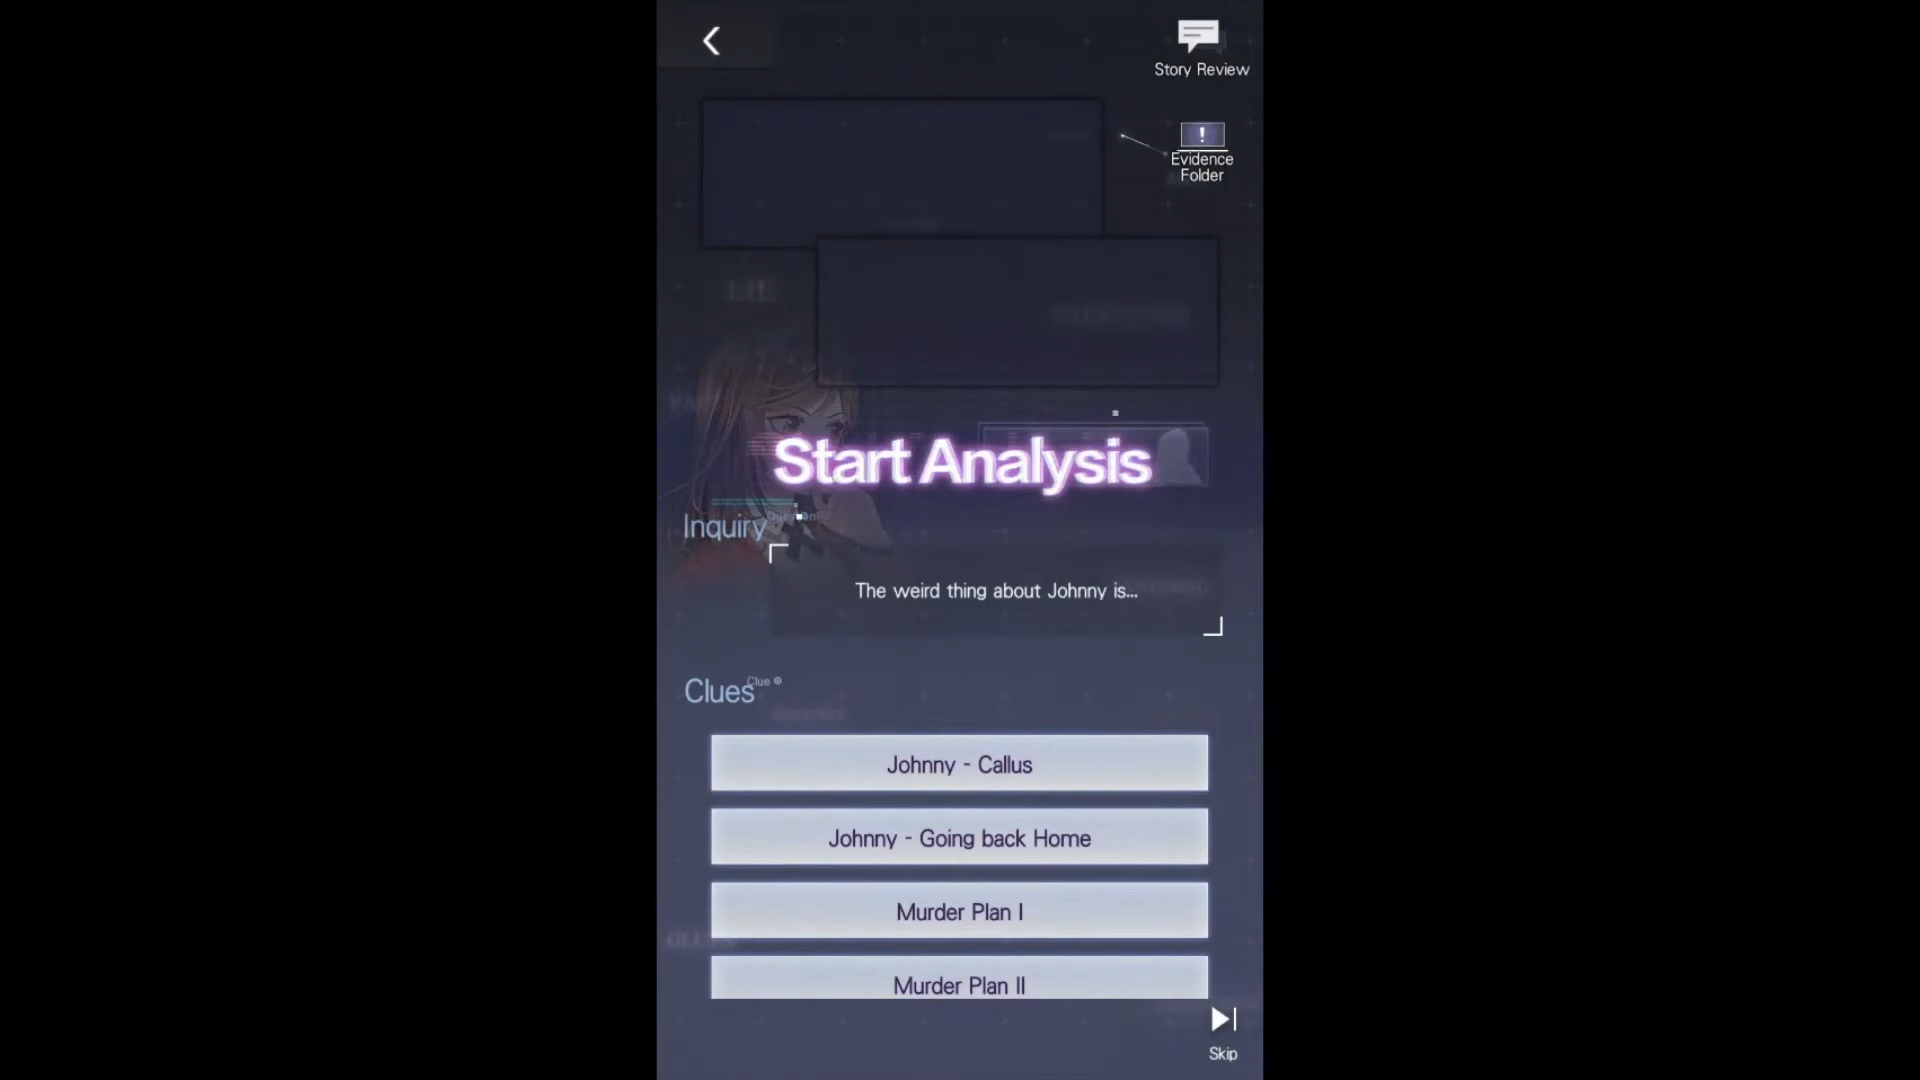 Story Review
!
Evidence
Folder
Start Analysis
Inquiry
The weird thing about Johnny is...
Clues
Clue
Johnny - Callus
Johnny - Going back Home
Murder Plan I
Murder Plan II
Skip